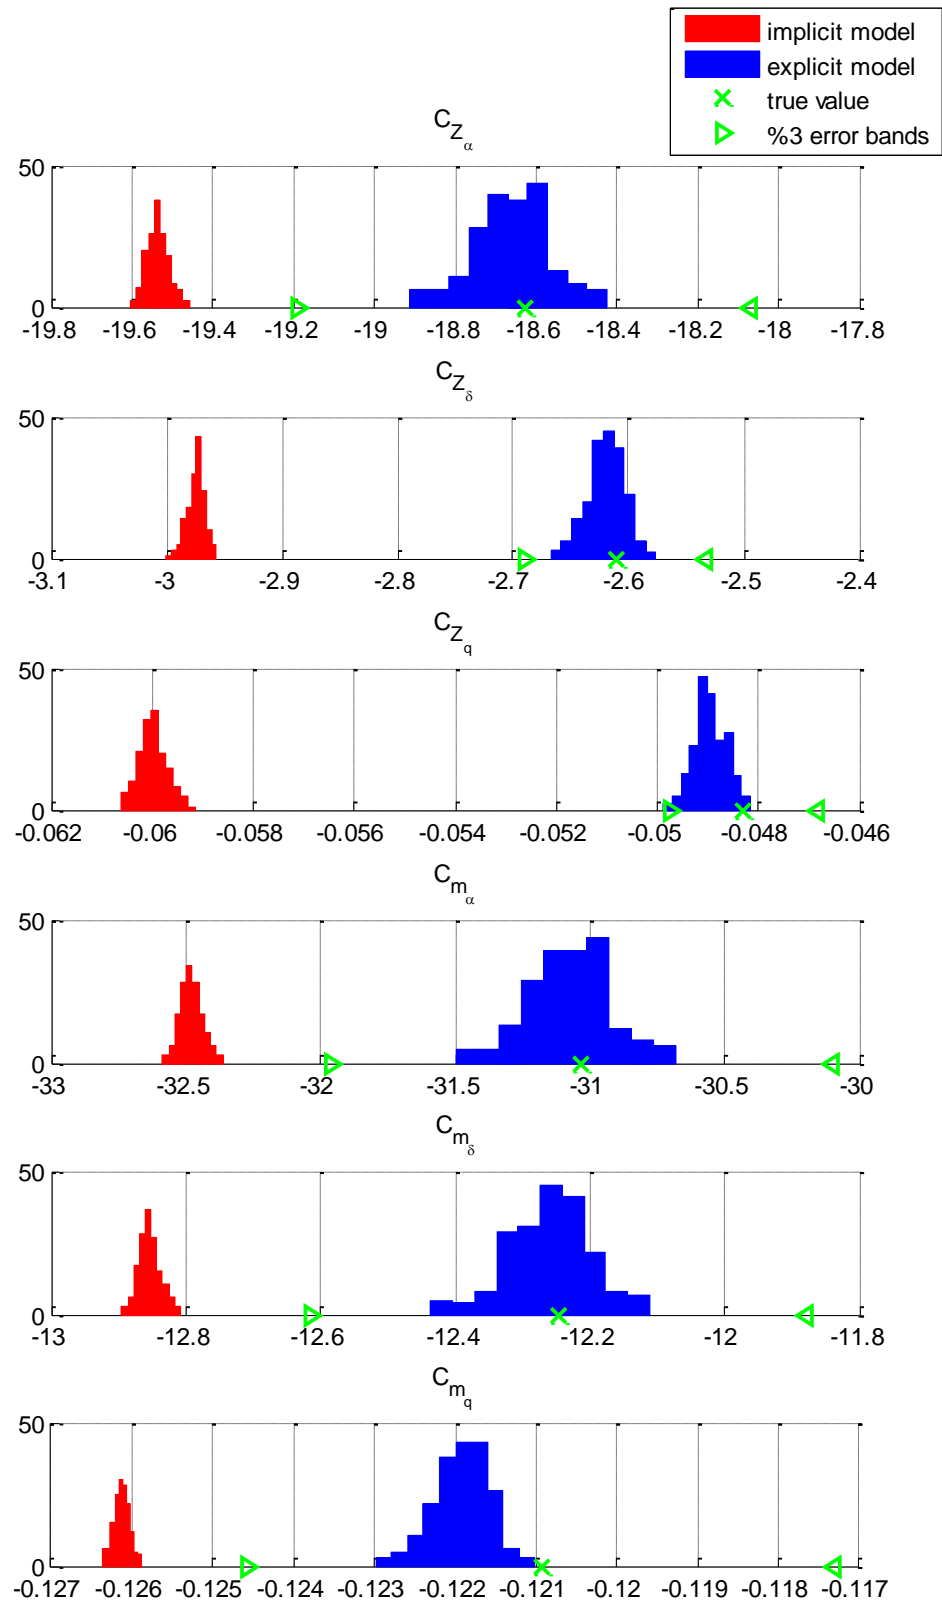 implicit model
explicit model
true value
%3 error bands
C_Z_α
50
0
-19.8 -19.6 -19.4 -19.2 -19 -18.8 -18.6 -18.4 -18.2 -18 -17.8
C_Z_δ
50
0
-3.1 -3 -2.9 -2.8 -2.7 -2.6 -2.5 -2.4
C_Z_q
50
0
-0.062 -0.06 -0.058 -0.056 -0.054 -0.052 -0.05 -0.048 -0.046
C_m_α
50
0
-33 -32.5 -32 -31.5 -31 -30.5 -30
C_m_δ
50
0
-13 -12.8 -12.6 -12.4 -12.2 -12 -11.8
C_m_q
50
0
-0.127 -0.126 -0.125 -0.124 -0.123 -0.122 -0.121 -0.12 -0.119 -0.118 -0.117